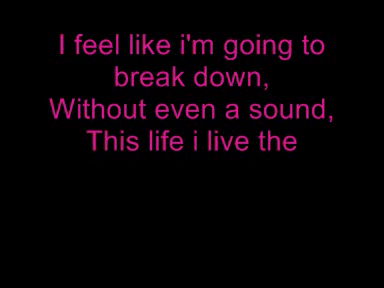 I feel like i'm going to
break down,
Without even a sound,
This life i live the